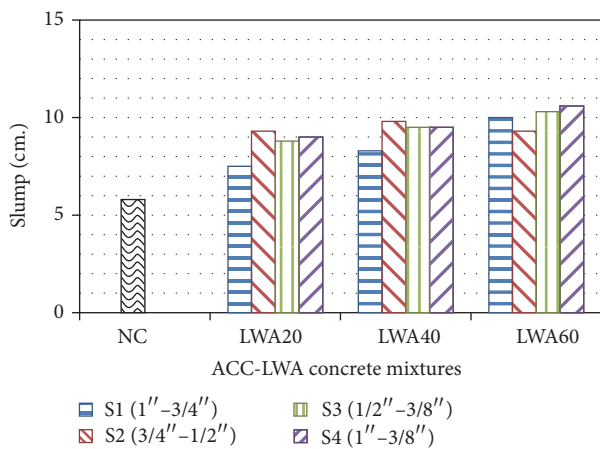 15
10
5
0
Slump (cm.)
NC
LWA20
LWA40
LWA60
ACC-LWA concrete mixtures
S1 (1″–3/4″)
S3 (1/2″–3/8″)
S2 (3/4″–1/2″)
S4 (1″–3/8″)